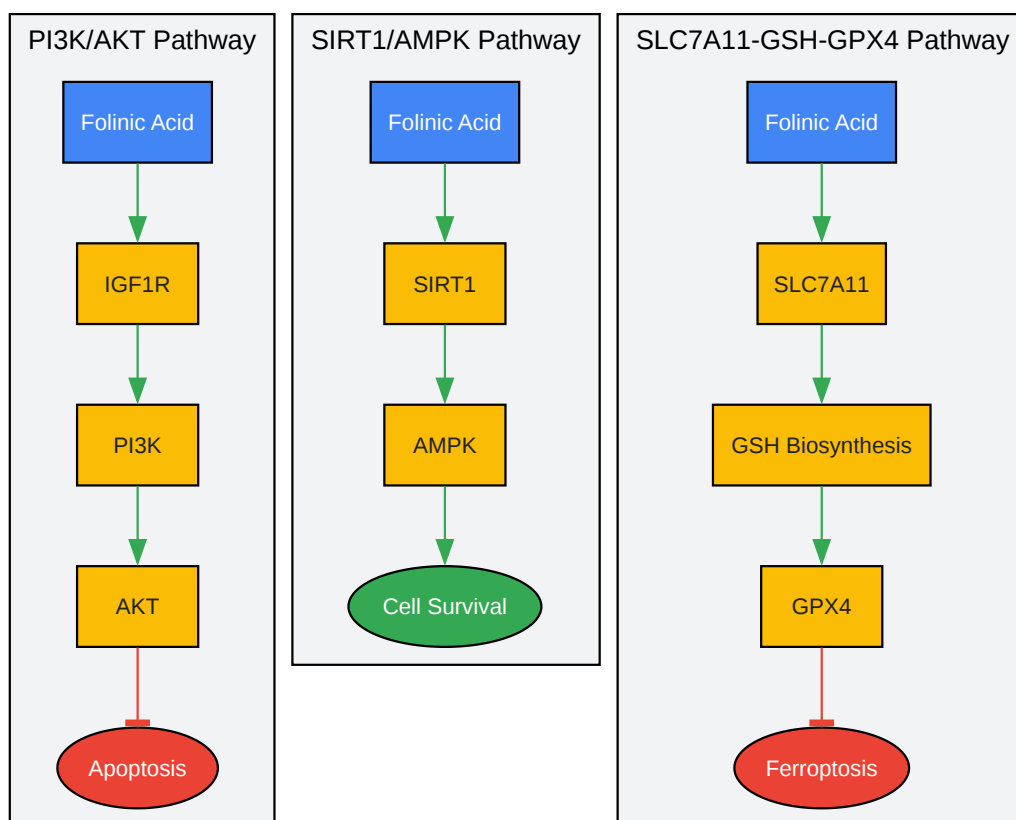 PI3K/AKT Pathway
Folinic Acid
IGF1R
PI3K
AKT
Apoptosis
SIRT1/AMPK Pathway
Folinic Acid
SIRT1
AMPK
Cell Survival
SLC7A11-GSH-GPX4 Pathway
Folinic Acid
SLC7A11
GSH Biosynthesis
GPX4
Ferroptosis